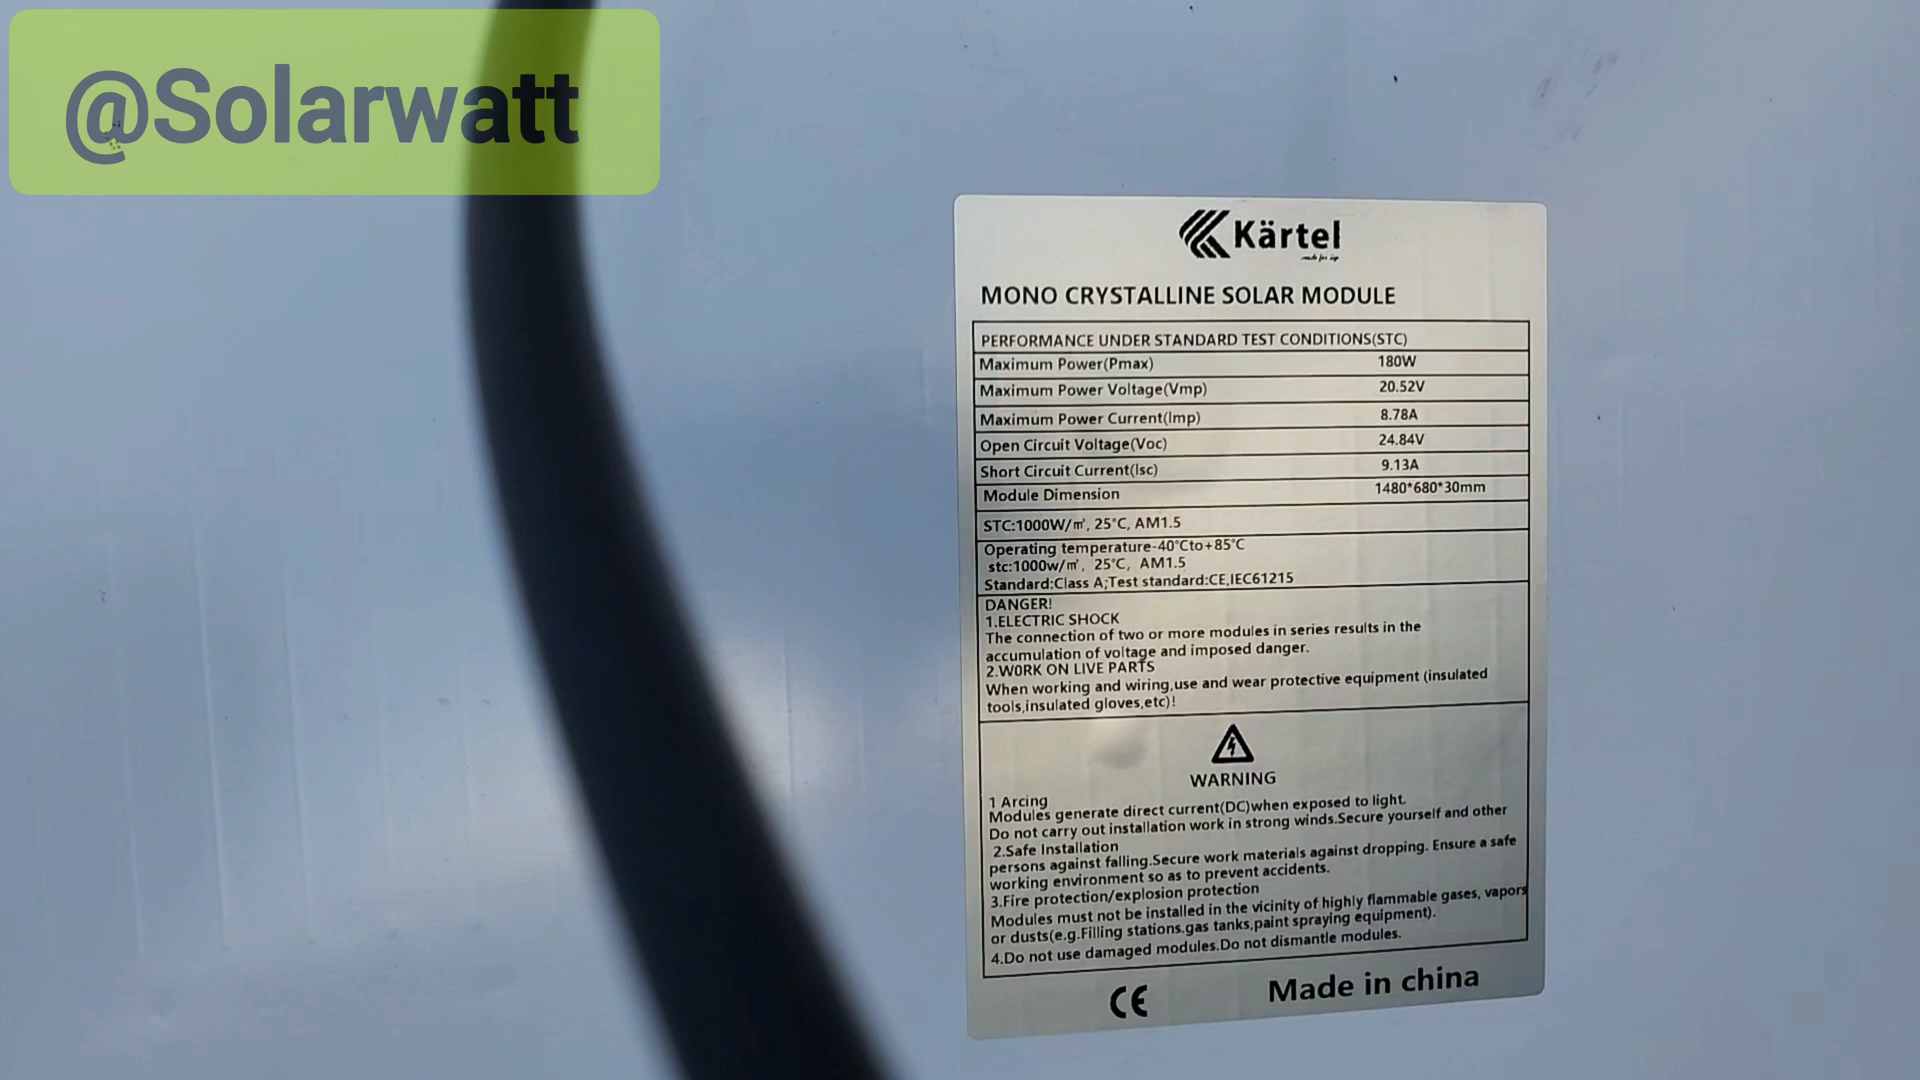 @Solarwatt
Kärtel
MONO CRYSTALLINE SOLAR MODULE
PERFORMANCE UNDER STANDARD TEST CONDITIONS(STC)
Maximum Power(Pmax) 180W
Maximum Power Voltage(Vmp) 20.52V
Maximum Power Current(Imp) 8.78A
Open Circuit Voltage(Voc) 24.84V
Short Circuit Current(Isc) 9.13A
Module Dimension 1480*680*30mm
STC:1000W/㎡, 25°C, AM1.5
Operating temperature-40°Cto+85°C
stc:1000w/㎡, 25°C, AM1.5
Standard:Class A;Test standard:CE,IEC61215
DANGER!
1.ELECTRIC SHOCK
The connection of two or more modules in series results in the
accumulation of voltage and imposed danger.
2.WORK ON LIVE PARTS
When working and wiring,use and wear protective equipment (insulated
tools,insulated gloves,etc)!
WARNING
1 Arcing
Modules generate direct current(DC)when exposed to light.
Do not carry out installation work in strong winds.Secure yourself and other
2.Safe Installation
persons against falling.Secure work materials against dropping. Ensure a safe
working environment so as to prevent accidents.
3.Fire protection/explosion protection
Modules must not be installed in the vicinity of highly flammable gases, vapors
or dusts(e.g.Filling stations.gas tanks,paint spraying equipment).
4.Do not use damaged modules.Do not dismantle modules.
CE Made in china